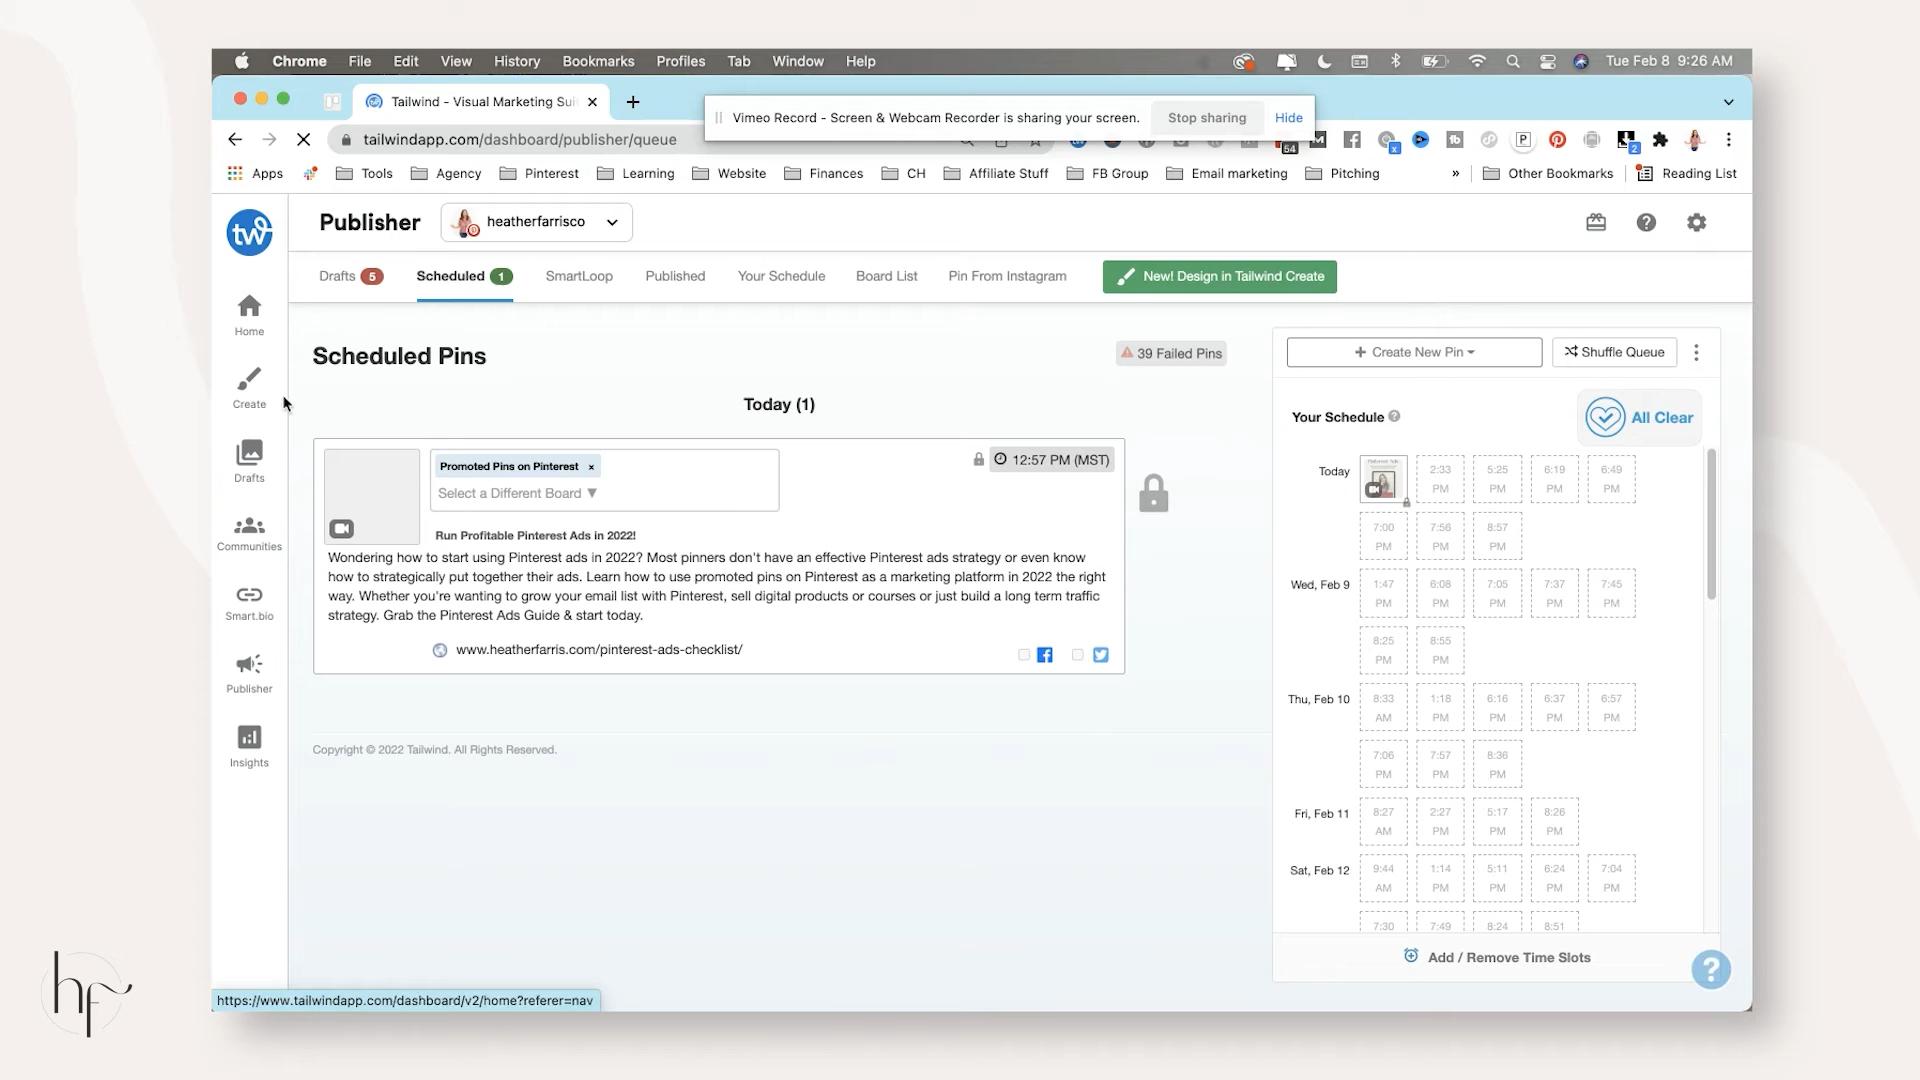 Chrome File Edit View History Bookmarks Profiles Tab Window Help Tue Feb 8 9:26 AM
Tailwind - Visual Marketing Sui
Vimeo Record - Screen & Webcam Recorder is sharing your screen. Stop sharing Hide
tailwindapp.com/dashboard/publisher/queue
54 x P 2
Apps Tools Agency Pinterest Learning Website Finances CH Affiliate Stuff FB Group Email marketing Pitching » Other Bookmarks Reading List
tw
Publisher heatherfarrisco
Drafts 5 Scheduled 1 SmartLoop Published Your Schedule Board List Pin From Instagram New! Design in Tailwind Create
Home
Create
Drafts
Communities
Smart.bio
Publisher
Insights
Scheduled Pins
39 Failed Pins
Today (1)
Promoted Pins on Pinterest ×
Select a Different Board
12:57 PM (MST)
Run Profitable Pinterest Ads in 2022!
Wondering how to start using Pinterest ads in 2022? Most pinners don't have an effective Pinterest ads strategy or even know
how to strategically put together their ads. Learn how to use promoted pins on Pinterest as a marketing platform in 2022 the right
way. Whether you're wanting to grow your email list with Pinterest, sell digital products or courses or just build a long term traffic
strategy. Grab the Pinterest Ads Guide & start today.
www.heatherfarris.com/pinterest-ads-checklist/
Copyright © 2022 Tailwind. All Rights Reserved.
+ Create New Pin Shuffle Queue
Your Schedule ? All Clear
Today 2:33 PM 5:25 PM 6:19 PM 6:49 PM
7:00 PM 7:56 PM 8:57 PM
Wed, Feb 9 1:47 PM 6:08 PM 7:05 PM 7:37 PM 7:45 PM
8:25 PM 8:55 PM
Thu, Feb 10 8:33 AM 1:18 PM 6:16 PM 6:37 PM 6:57 PM
7:06 PM 7:57 PM 8:36 PM
Fri, Feb 11 8:27 AM 2:27 PM 5:17 PM 8:26 PM
Sat, Feb 12 9:44 AM 1:14 PM 5:11 PM 6:24 PM 7:04 PM
7:30 7:49 8:24 8:51
Add / Remove Time Slots
?
https://www.tailwindapp.com/dashboard/v2/home?referer=nav
hf